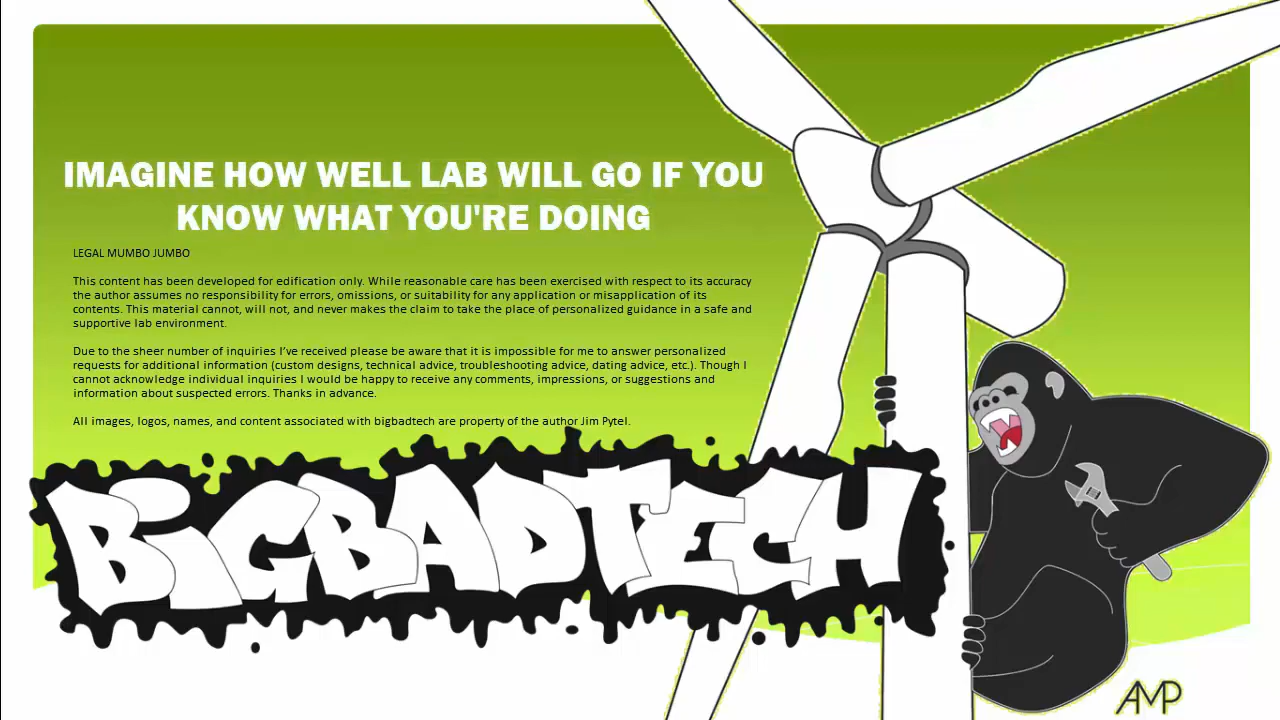 IMAGINE HOW WELL LAB WILL GO IF YOU
KNOW WHAT YOU'RE DOING
LEGAL MUMBO JUMBO
This content has been developed for edification only. While reasonable care has been exercised with respect to its accuracy
the author assumes no responsibility for errors, omissions, or suitability for any application or misapplication of its
contents. This material cannot, will not, and never makes the claim to take the place of personalized guidance in a safe and
supportive lab environment.
Due to the sheer number of inquiries I've received please be aware that it is impossible for me to answer personalized
requests for additional information (custom designs, technical advice, troubleshooting advice, dating advice, etc.). Though I
cannot acknowledge individual inquiries I would be happy to receive any comments, impressions, or suggestions and
information about suspected errors. Thanks in advance.
All images, logos, names, and content associated with bigbadtech are property of the author Jim Pytel.
BiGBADTECH
AMP